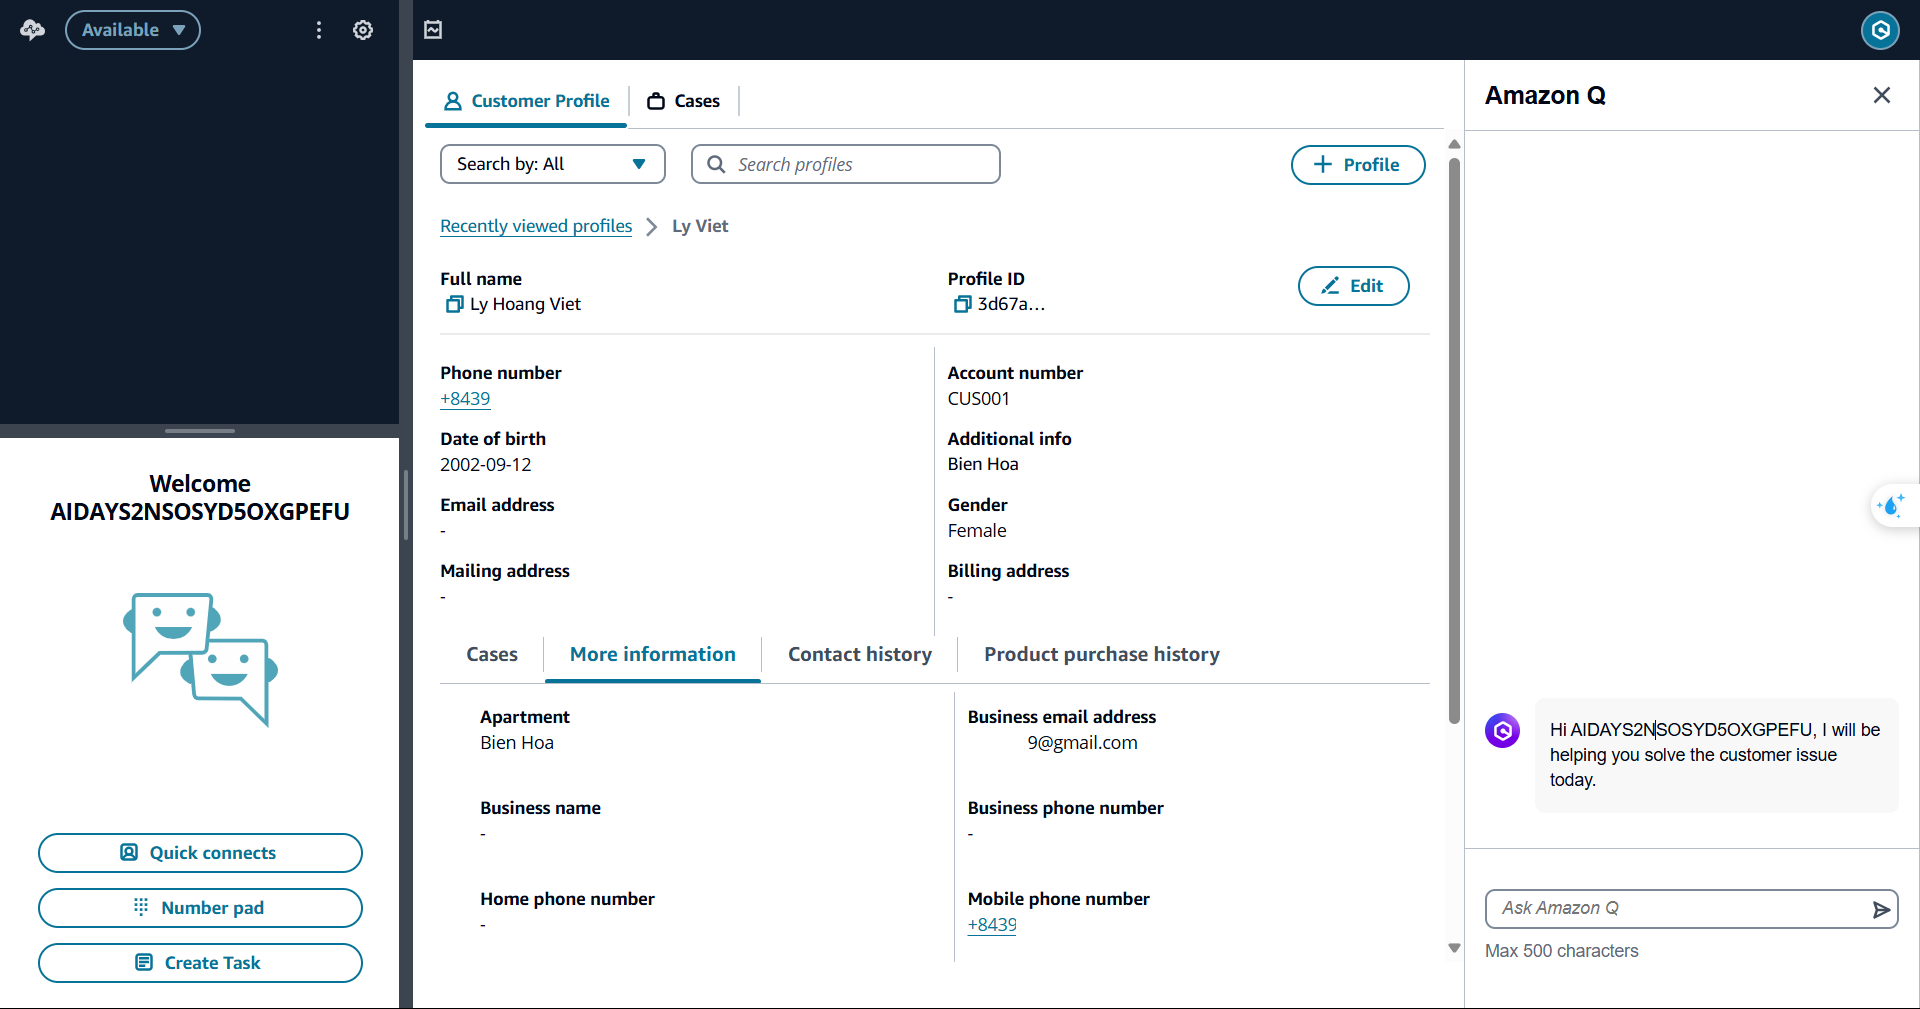 Available
Welcome
AIDAYS2NSOSYD5OXGPEFU
Quick connects
Number pad
Create Task
Customer Profile
Cases
Search by: All
Search profiles
Profile
Recently viewed profiles
Ly Viet
Full name
Ly Hoang Viet
Profile ID
3d67a...
Edit
Phone number
+8439
Account number
CUS001
Date of birth
2002-09-12
Additional info
Bien Hoa
Email address
-
Gender
Female
Mailing address
-
Billing address
-
Cases
More information
Contact history
Product purchase history
Apartment
Bien Hoa
Business email address
9@gmail.com
Business name
-
Business phone number
-
Home phone number
-
Mobile phone number
+8439
Amazon Q
Hi AIDAYS2NSOSYD5OXGPEFU, I will be
helping you solve the customer issue
today.
Ask Amazon Q
Max 500 characters